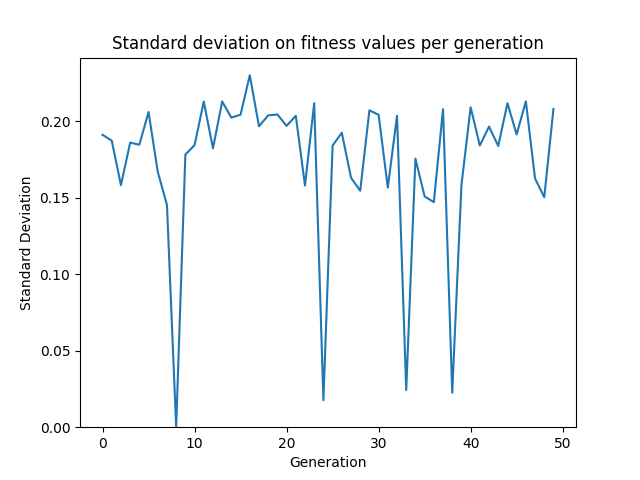 Standard deviation on fitness values per generation
Standard Deviation
0.20
0.15
0.10
0.05
0.00
0 10 20 30 40 50
Generation